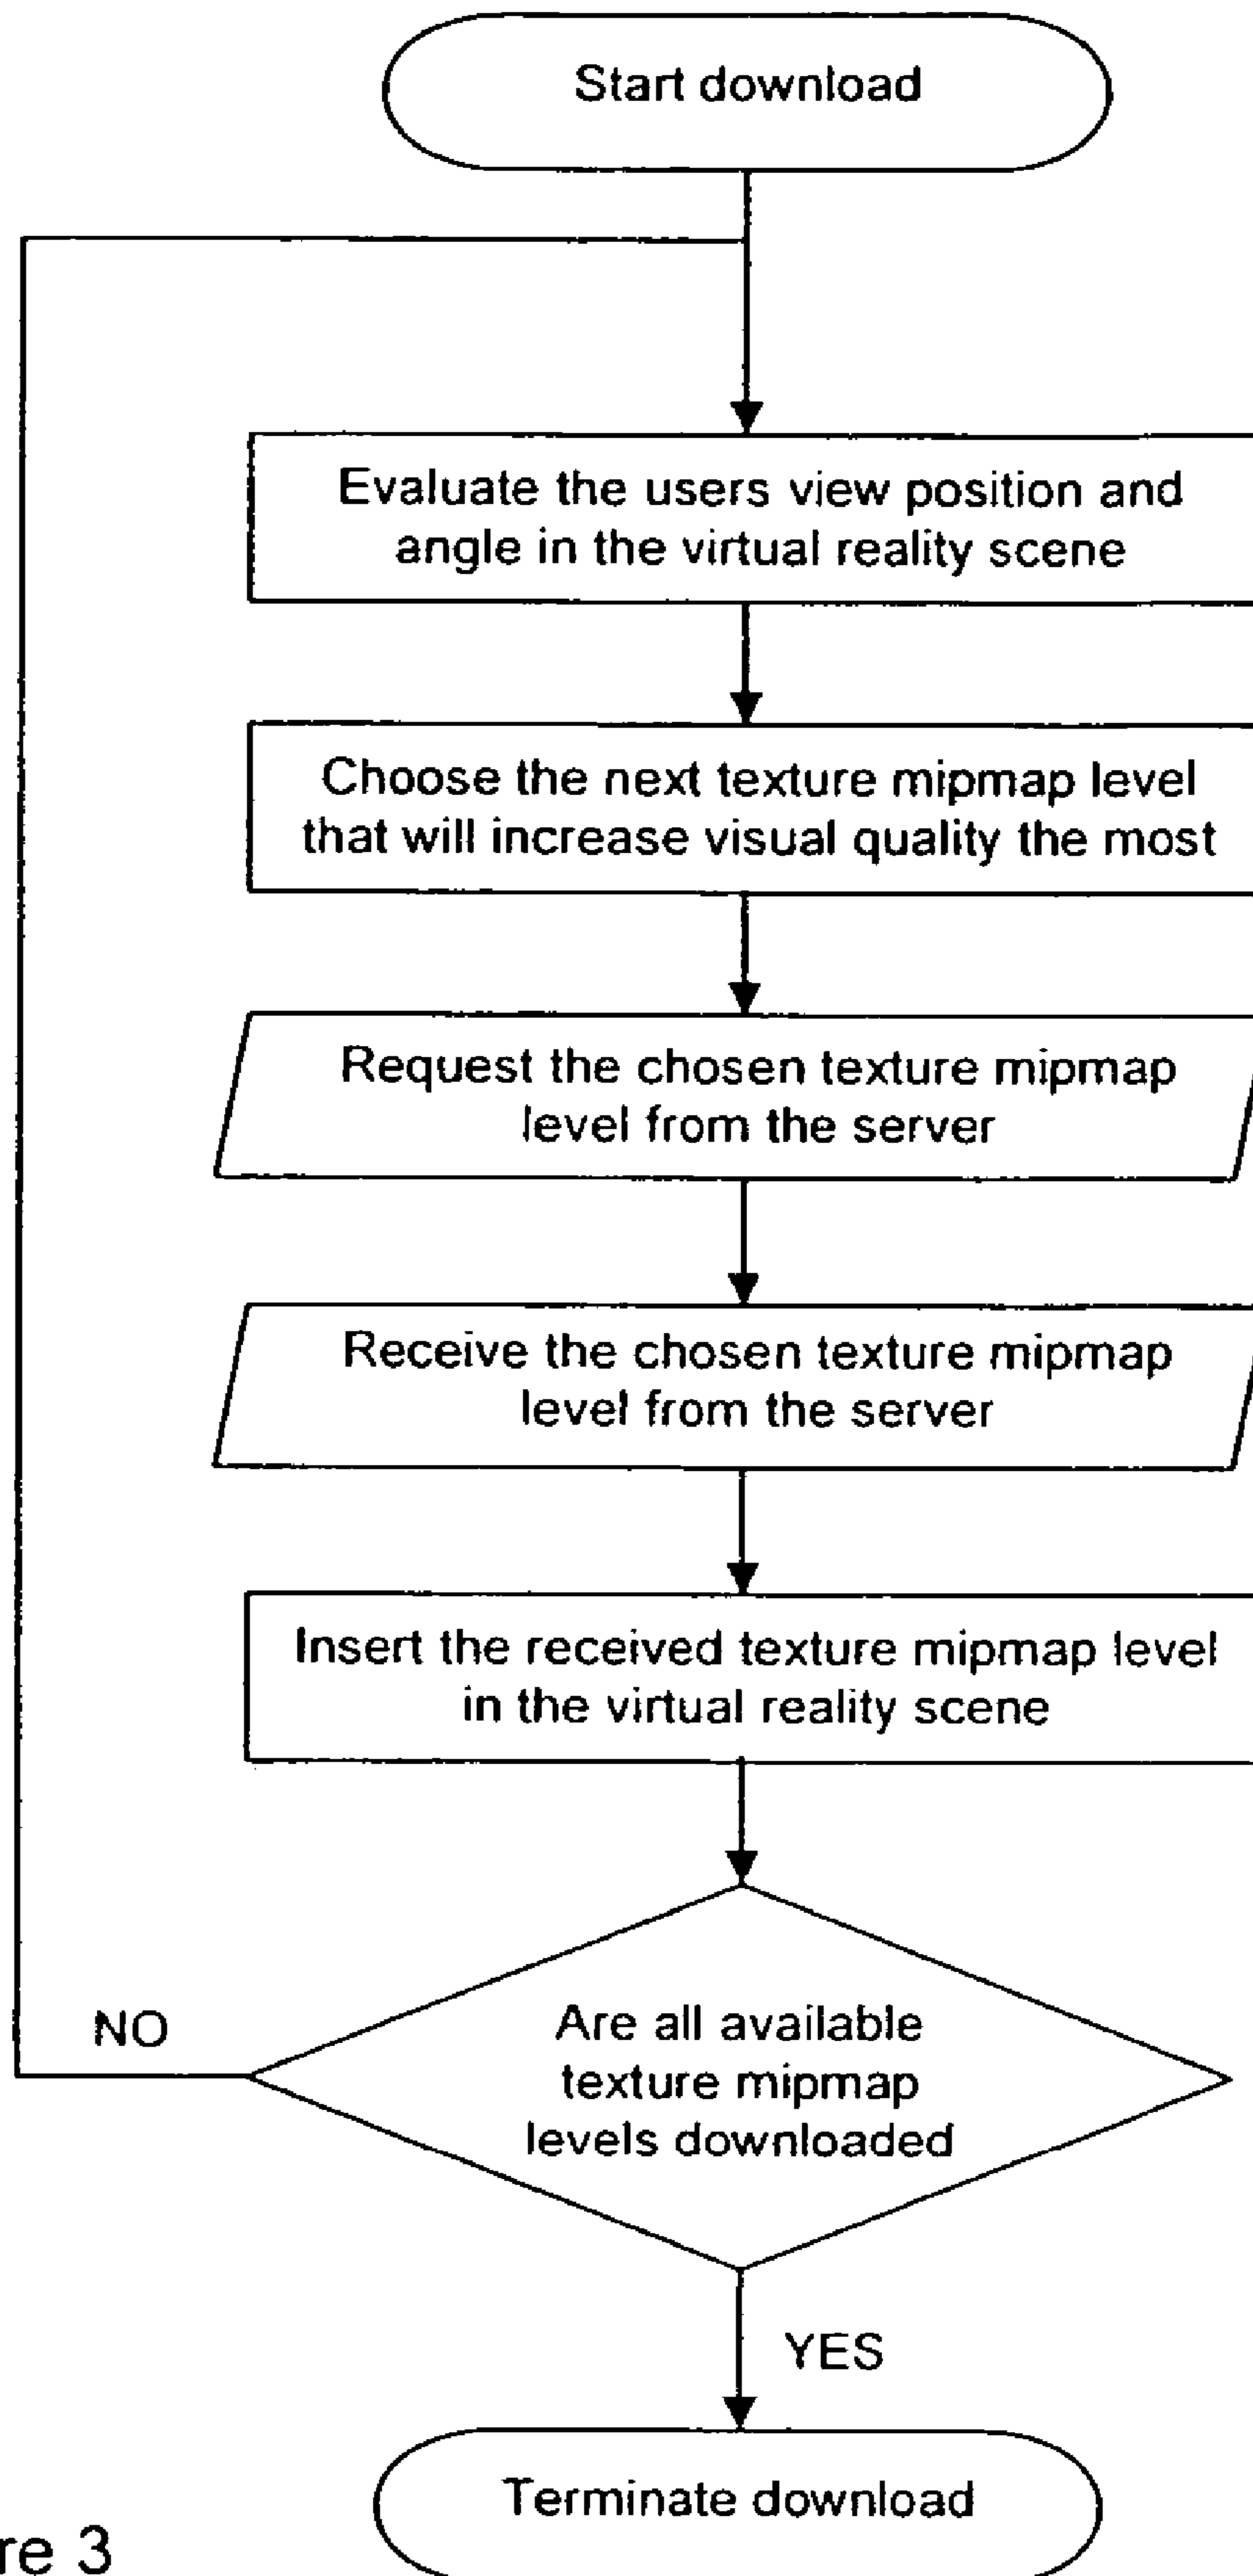 Start download
Evaluate the users view position and
angle in the virtual reality scene
Choose the next texture mipmap level
that will increase visual quality the most
Request the chosen texture mipmap
level from the server
Receive the chosen texture mipmap
level from the server
Insert the received texture mipmap level
in the virtual reality scene
Are all available
texture mipmap
levels downloaded
NO
YES
Terminate download
re 3